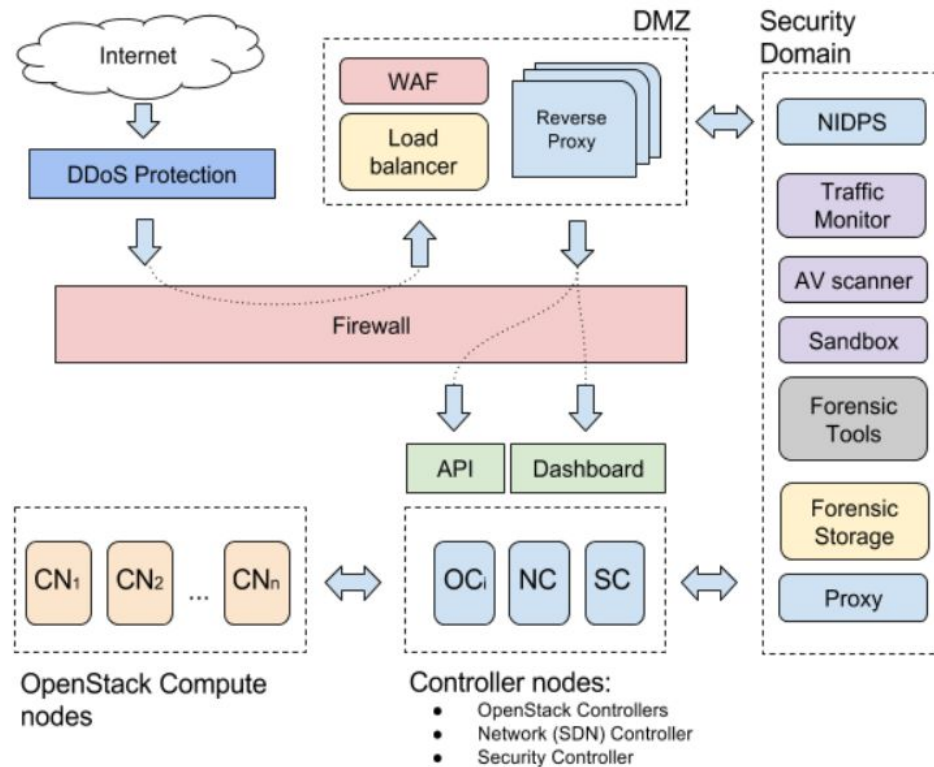 Internet
DDoS Protection
DMZ
WAF
Load
balancer
Reverse
Proxy
Security
Domain
NIDPS
Traffic
Monitor
AV scanner
Sandbox
Forensic
Tools
Forensic
Storage
Proxy
Firewall
API
Dashboard
CN₁
CN₂
...
CNₙ
OCᵢ
NC
SC
OpenStack Compute
nodes
Controller nodes:
● OpenStack Controllers
● Network (SDN) Controller
● Security Controller